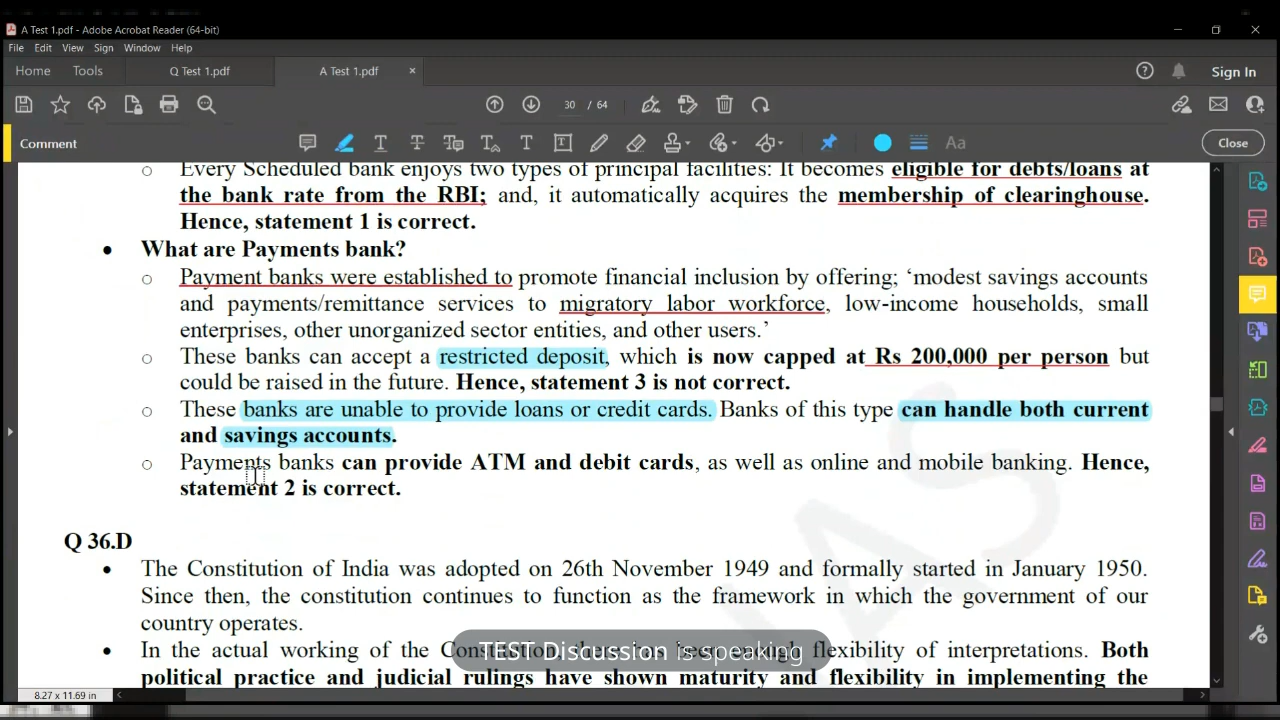 A Test 1.pdf - Adobe Acrobat Reader (64-bit)
File Edit View Sign Window Help
Home Tools Q Test 1.pdf A Test 1.pdf × Sign In
30 / 64
Comment Aa Close
Every Scheduled bank enjoys two types of principal facilities: It becomes eligible for debts/loans at
the bank rate from the RBI; and, it automatically acquires the membership of clearinghouse.
Hence, statement 1 is correct.
• What are Payments bank?
o Payment banks were established to promote financial inclusion by offering; ‘modest savings accounts
and payments/remittance services to migratory labor workforce, low-income households, small
enterprises, other unorganized sector entities, and other users.’
o These banks can accept a restricted deposit, which is now capped at Rs 200,000 per person but
could be raised in the future. Hence, statement 3 is not correct.
o These banks are unable to provide loans or credit cards. Banks of this type can handle both current
and savings accounts.
o Payments banks can provide ATM and debit cards, as well as online and mobile banking. Hence,
statement 2 is correct.
Q 36.D
• The Constitution of India was adopted on 26th November 1949 and formally started in January 1950.
Since then, the constitution continues to function as the framework in which the government of our
country operates.
• In the actual working of the Constitution, there has been enough flexibility of interpretations. Both
TEST Discussion is speaking
political practice and judicial rulings have shown maturity and flexibility in implementing the
8.27 x 11.69 in
IAS